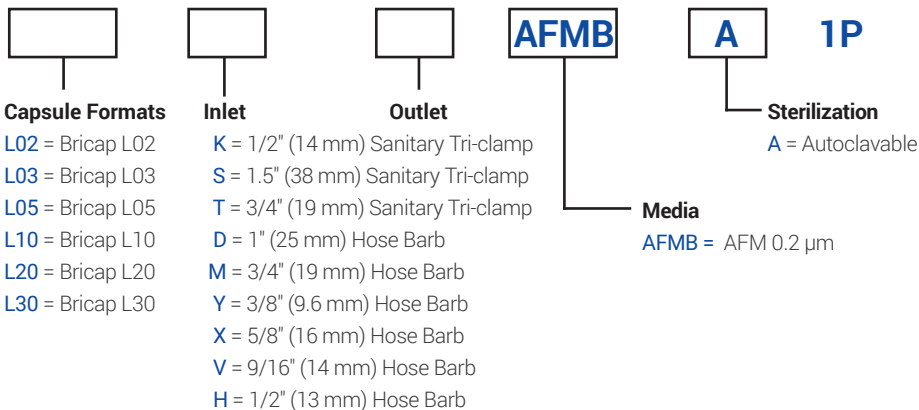 AFMB A 1P
Capsule Formats Inlet Outlet Sterilization
L02 = Bricap L02 K = 1/2" (14 mm) Sanitary Tri-clamp A = Autoclavable
L03 = Bricap L03 S = 1.5" (38 mm) Sanitary Tri-clamp
L05 = Bricap L05 T = 3/4" (19 mm) Sanitary Tri-clamp Media
L10 = Bricap L10 D = 1" (25 mm) Hose Barb AFMB = AFM 0.2 µm
L20 = Bricap L20 M = 3/4" (19 mm) Hose Barb
L30 = Bricap L30 Y = 3/8" (9.6 mm) Hose Barb
X = 5/8" (16 mm) Hose Barb
V = 9/16" (14 mm) Hose Barb
H = 1/2" (13 mm) Hose Barb